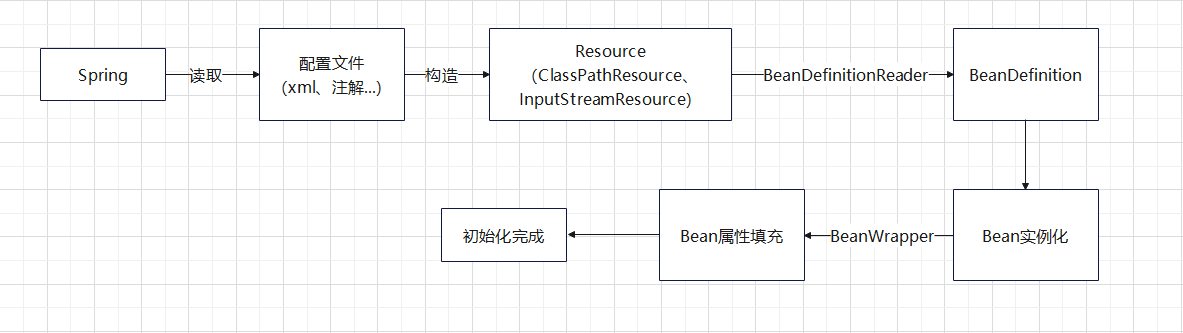 Spring
读取
配置文件
(xml、注解...)
构造
Resource
（ClassPathResource、
InputStreamResource）
BeanDefinitionReader
BeanDefinition
Bean实例化
BeanWrapper
Bean属性填充
初始化完成